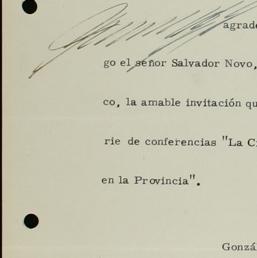 agrade
go el señor Salvador Novo,
co, la amable invitación qu
rie de conferencias "La Ci
en la Provincia".
Gonzá